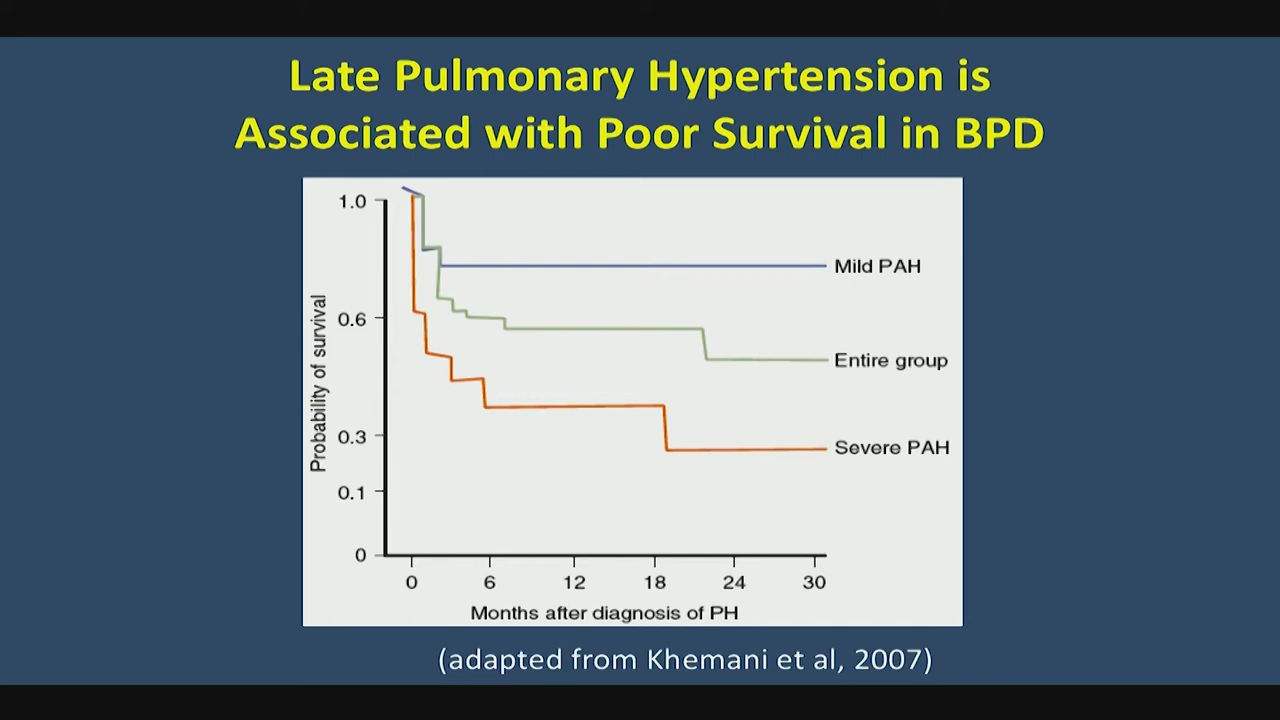 Late Pulmonary Hypertension is
Associated with Poor Survival in BPD
1.0
0.6
0.3
0.1
0
Probability of survival
Mild PAH
Entire group
Severe PAH
0 6 12 18 24 30
Months after diagnosis of PH
(adapted from Khemani et al, 2007)